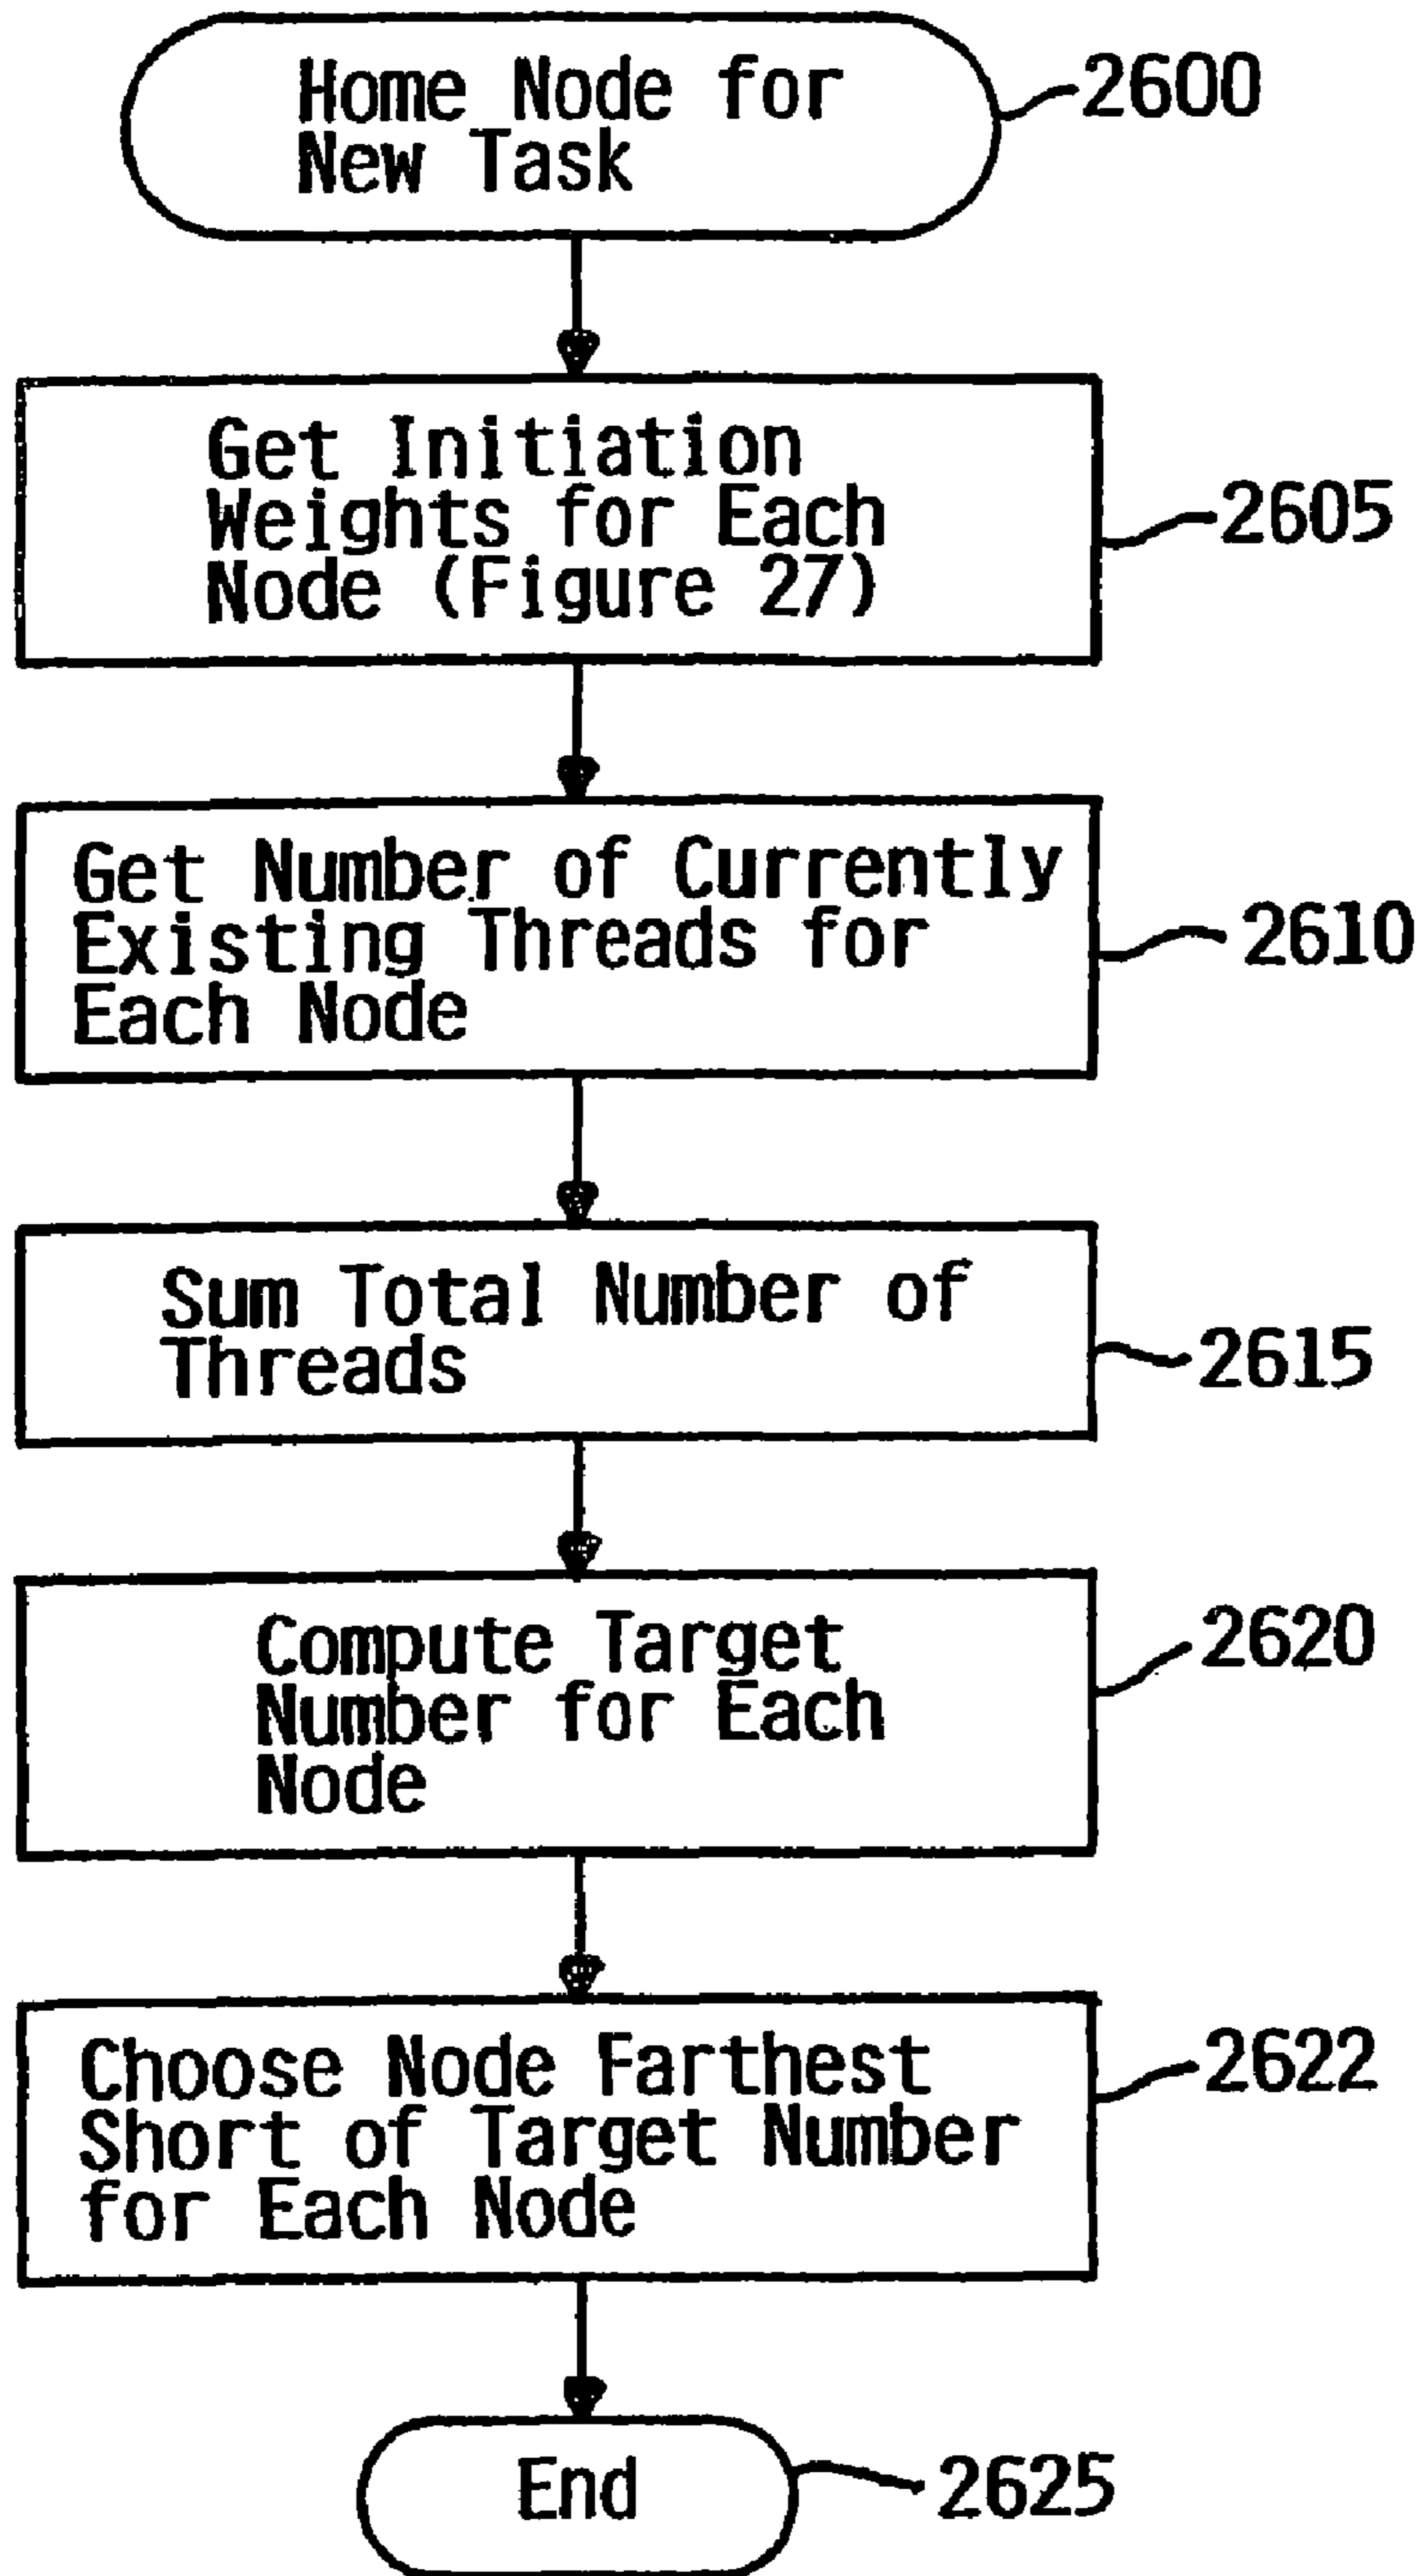 Home Node for
New Task
2600
Get Initiation
Weights for Each
Node (Figure 27)
2605
Get Number of Currently
Existing Threads for
Each Node
2610
Sum Total Number of
Threads
2615
Compute Target
Number for Each
Node
2620
Choose Node Farthest
Short of Target Number
for Each Node
2622
End
2625